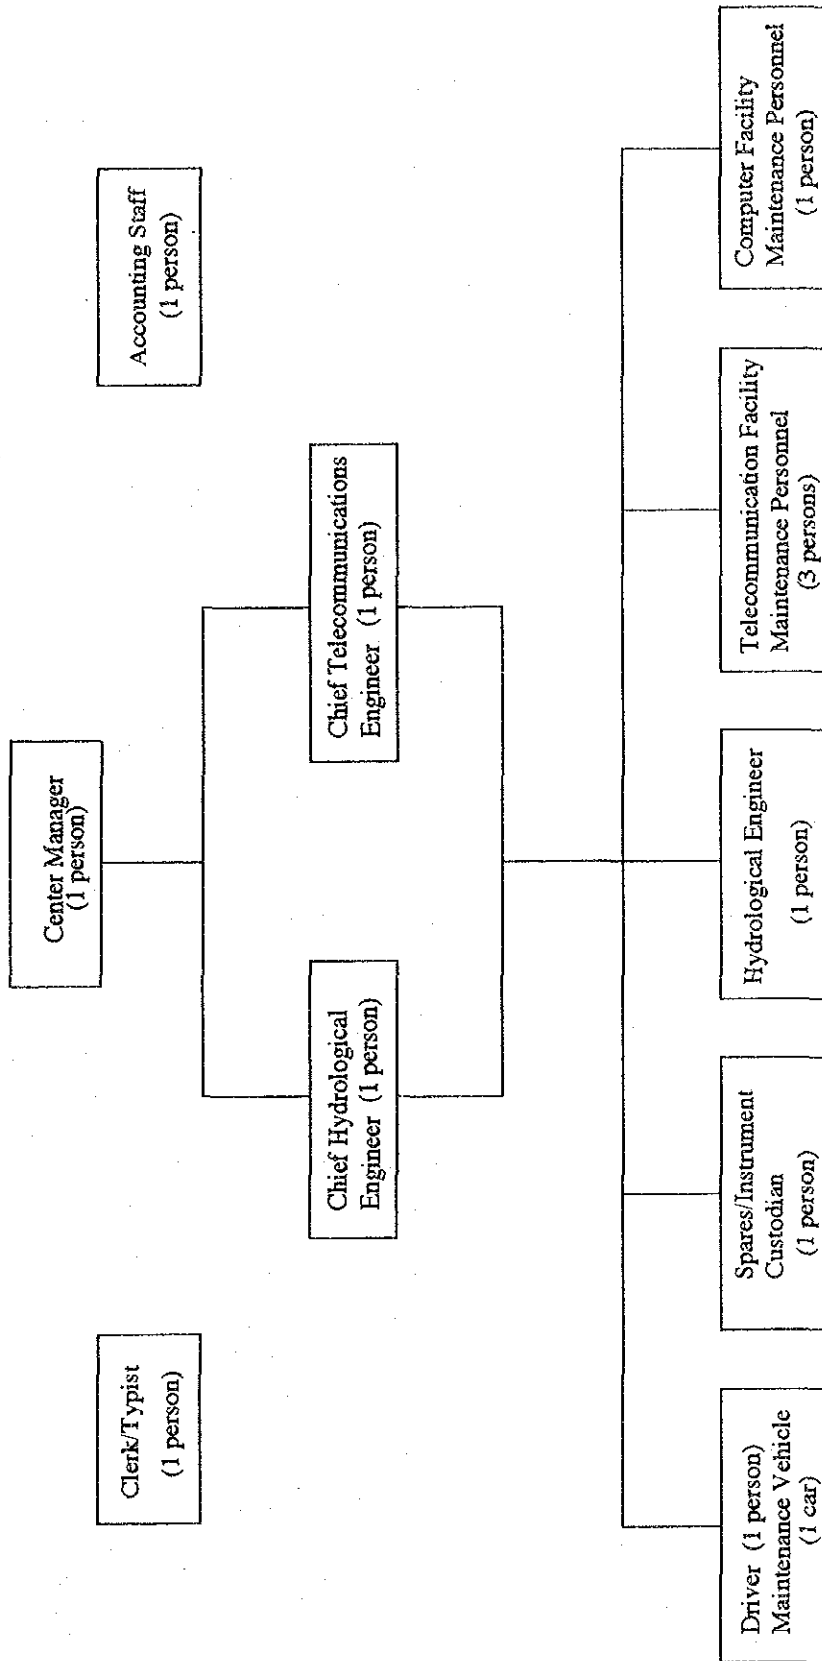 Center Manager
(1 person)
Clerk/Typist
(1 person)
Accounting Staff
(1 person)
Chief Hydrological
Engineer (1 person)
Chief Telecommunications
Engineer (1 person)
Driver (1 person)
Maintenance Vehicle
(1 car)
Spares/Instrument
Custodian
(1 person)
Hydrological Engineer
(1 person)
Telecommunication Facility
Maintenance Personnel
(3 persons)
Computer Facility
Maintenance Personnel
(1 person)